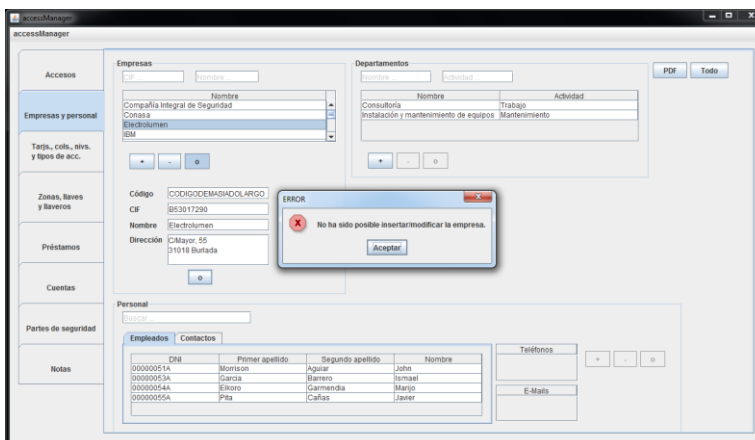 accessManager
accessManager
Accesos
Empresas y personal
Tarjs., cols., nivs.
y tipos de acc.
Zonas, llaves
y llaveros
Préstamos
Cuentas
Partes de seguridad
Notas
Empresas
CIF ...
Nombre...
Nombre
Compañía Integral de Seguridad
Conasa
Electrolumen
IBM
+ - o
Departamentos
Nombre ...
Actividad ...
Nombre Actividad
Consultoría Trabajo
Instalación y mantenimiento de equipos Mantenimiento
+ - o
PDF Todo
Código CODIGODEMASIADOLARGO
CIF B53017290
Nombre Electrolumen
Dirección C/Mayor, 55
31018 Burlada
o
ERROR
No ha sido posible insertar/modificar la empresa.
Aceptar
Personal
Buscar ...
Empleados Contactos
DNI Primer apellido Segundo apellido Nombre
00000051A Morrison Aguiar John
00000053A Garcia Barrero Ismael
00000054A Elkoro Garmendia Marijo
00000055A Pita Cañas Javier
Teléfonos
E-Mails
+ - o